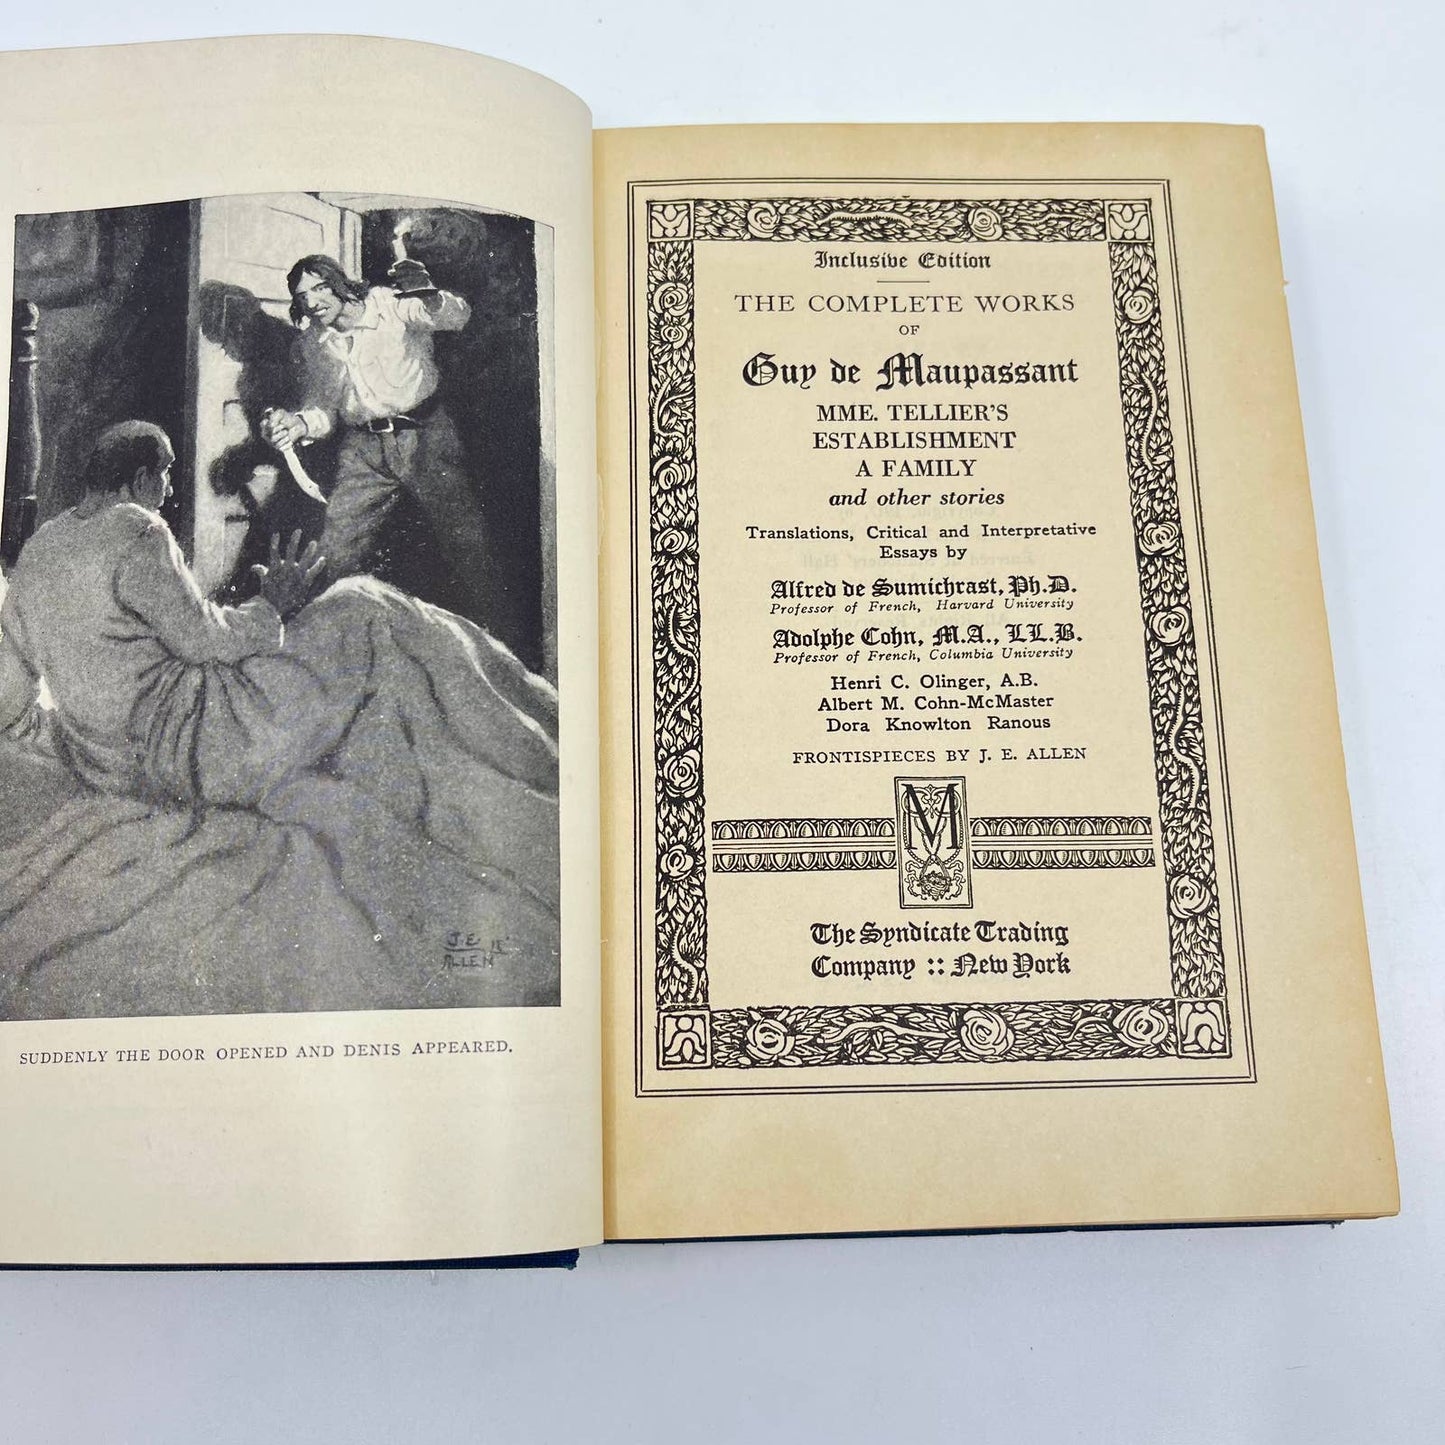 J.E
ALLEN
SUDDENLY THE DOOR OPENED AND DENIS APPEARED.
Inclusive Edition
THE COMPLETE WORKS
OF
Guy de Maupassant
MME. TELLIER'S
ESTABLISHMENT
A FAMILY
and other stories
Translations, Critical and Interpretative
Essays by
Alfred de Sumichrast, Ph.D.
Professor of French, Harvard University
Adolphe Cohn, M.A., LL.B.
Professor of French, Columbia University
Henri C. Olinger, A.B.
Albert M. Cohn-McMaster
Dora Knowlton Ranous
FRONTISPIECES BY J. E. ALLEN
M
The Syndicate Trading
Company :: New York